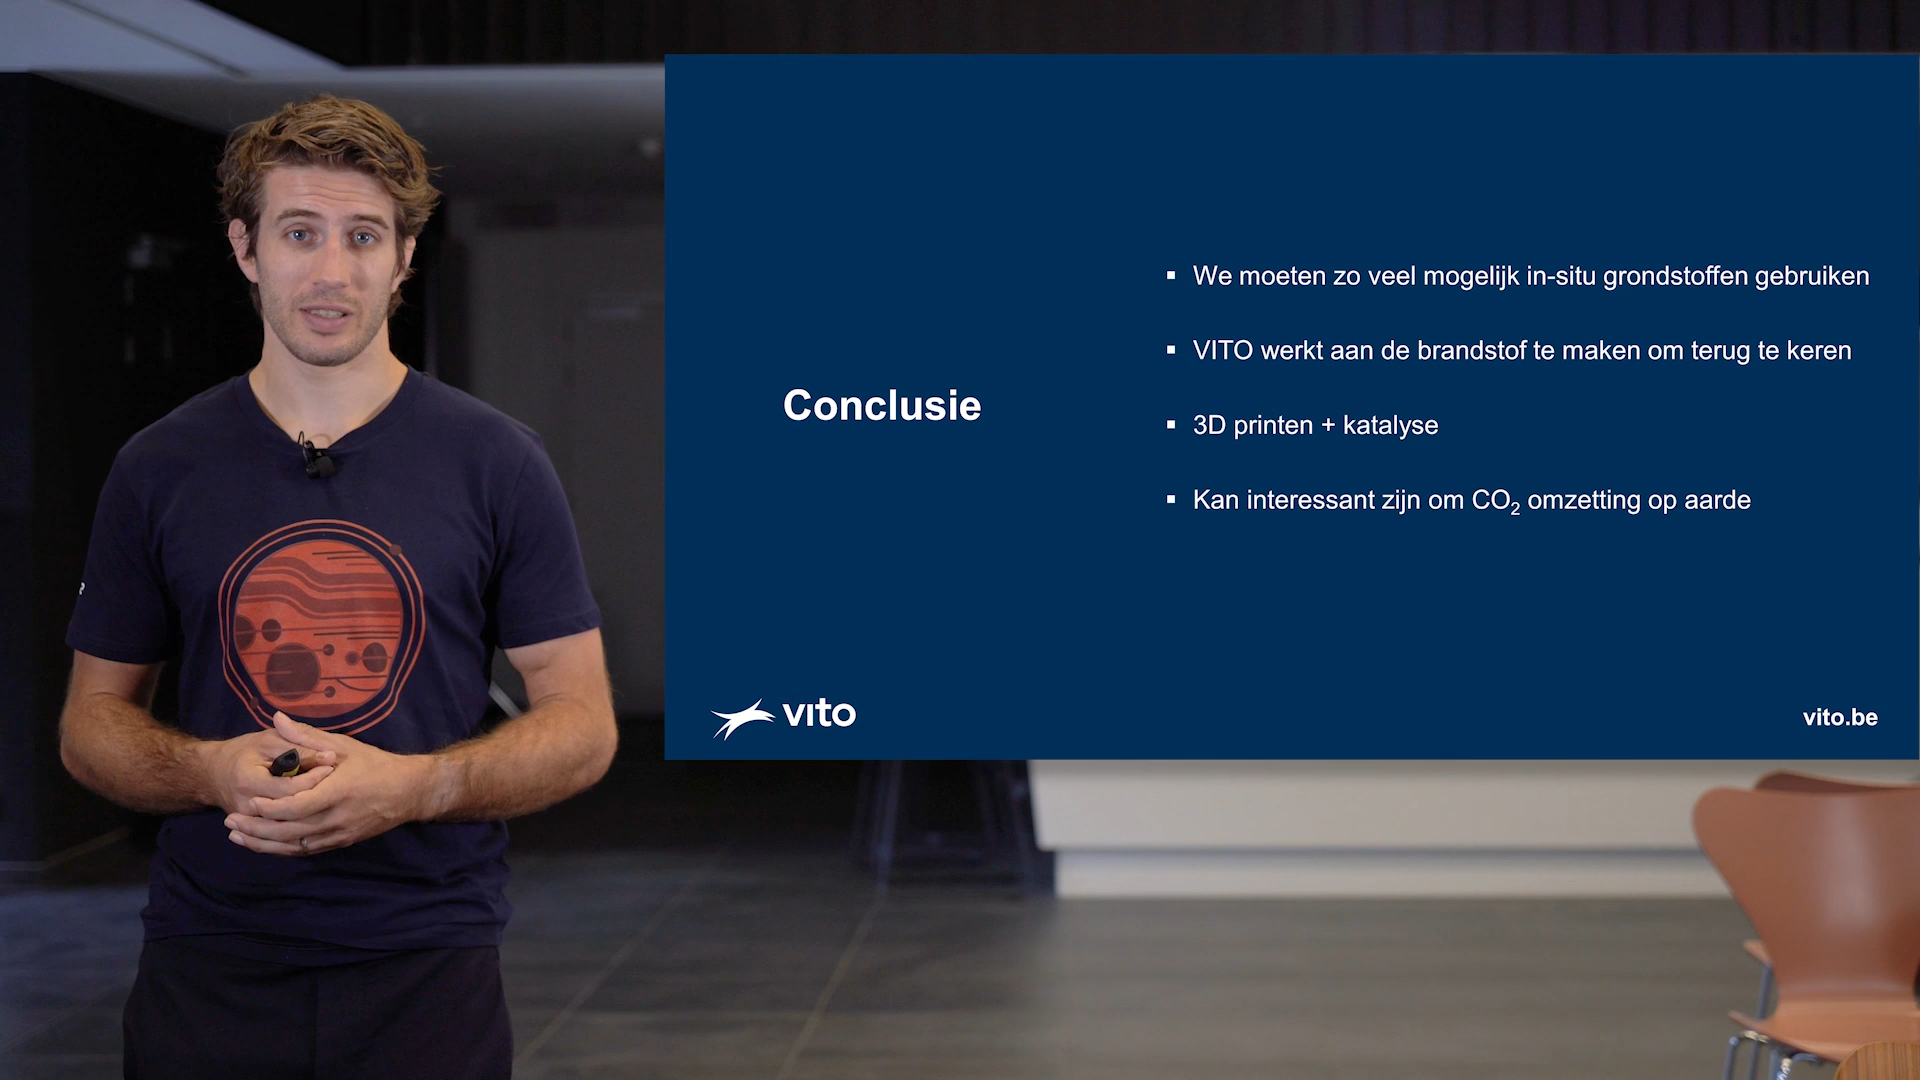 Conclusie
▪ We moeten zo veel mogelijk in-situ grondstoffen gebruiken
▪ VITO werkt aan de brandstof te maken om terug te keren
▪ 3D printen + katalyse
▪ Kan interessant zijn om CO₂ omzetting op aarde
vito
vito.be